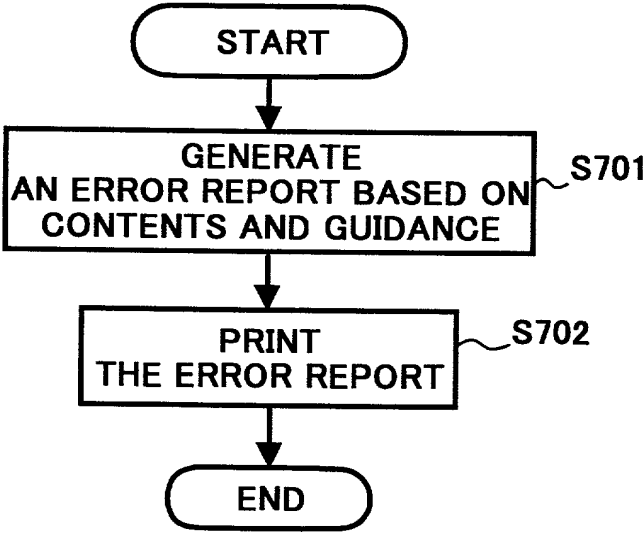 START
GENERATE
AN ERROR REPORT BASED ON
CONTENTS AND GUIDANCE
S701
PRINT
THE ERROR REPORT
S702
END